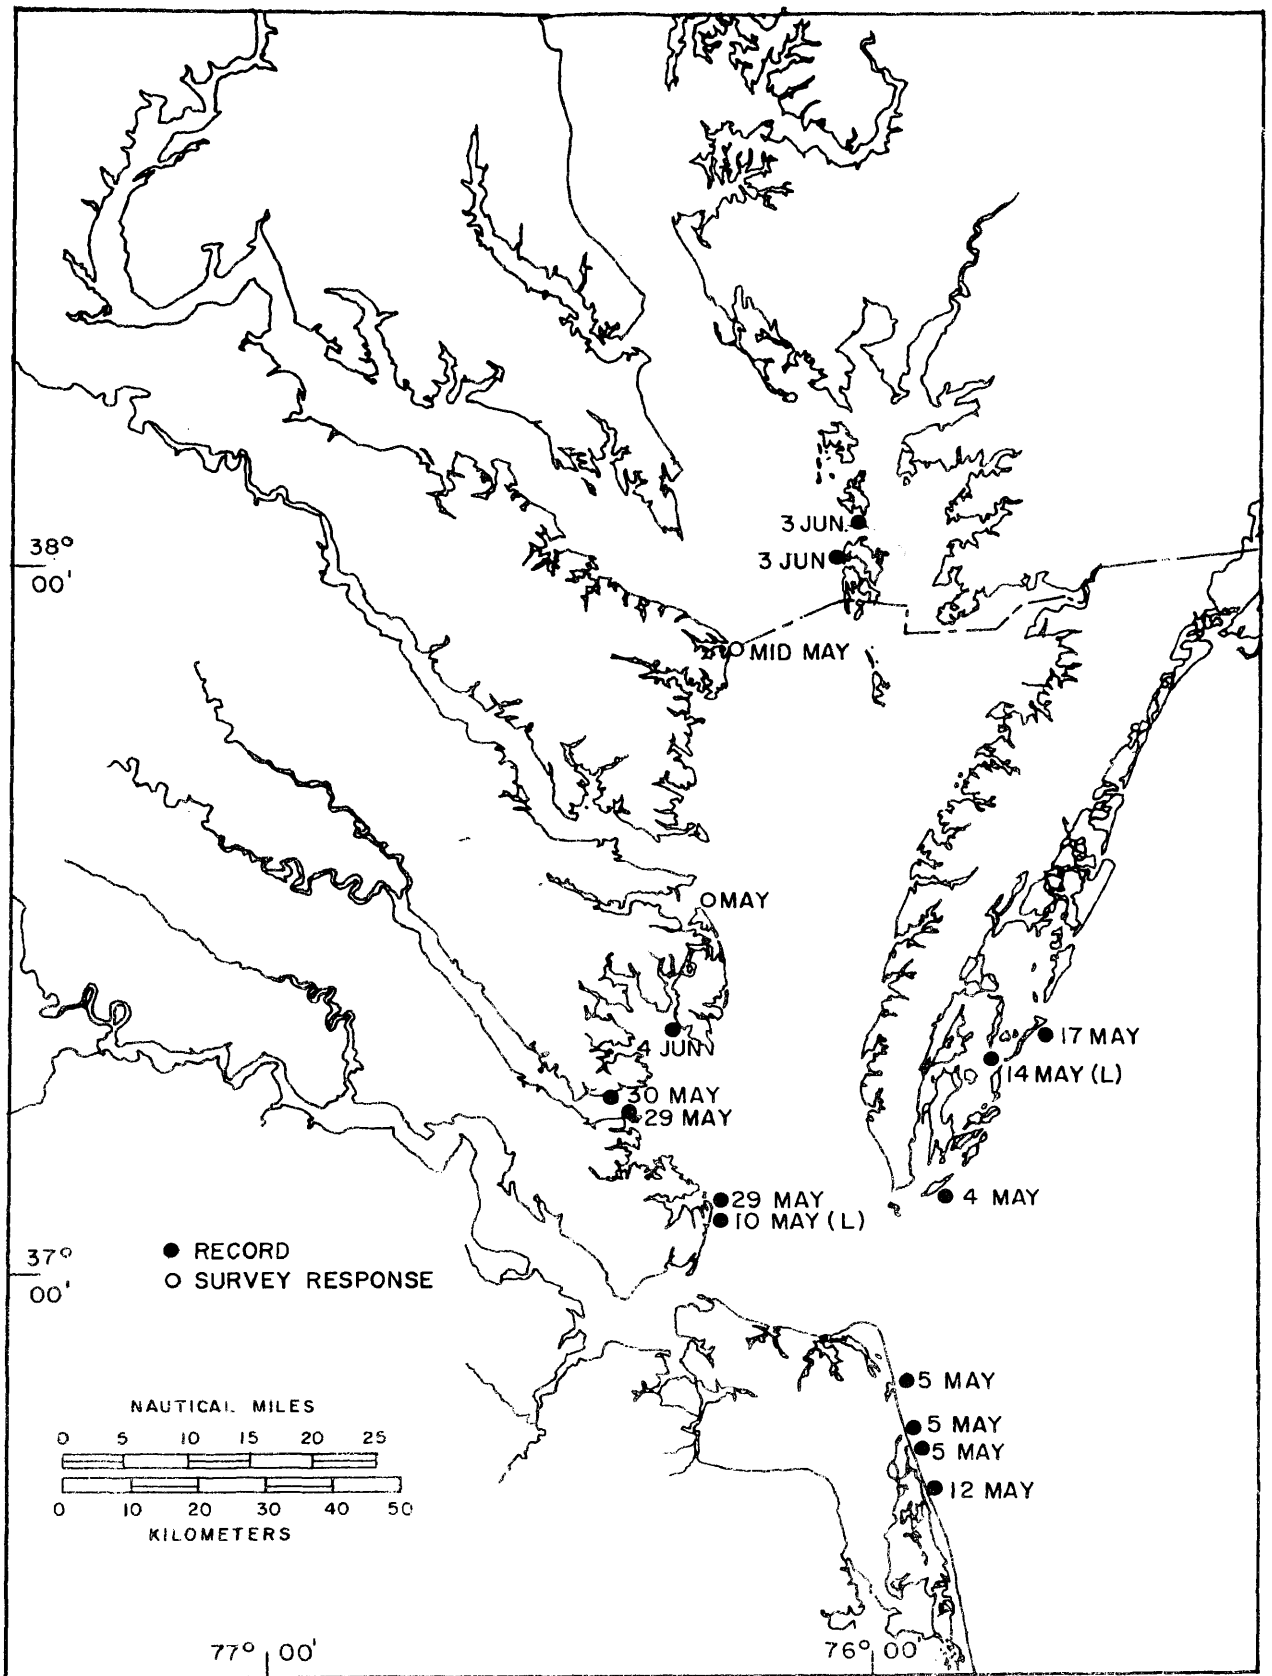 3 JUN.
3 JUN
38°
00'
MID MAY
MAY
17 MAY
4 JUN
14 MAY (L)
30 MAY
29 MAY
29 MAY
4 MAY
10 MAY (L)
37°
00'
RECORD
SURVEY RESPONSE
5 MAY
NAUTICAL MILES
0 5 10 15 20 25
5 MAY
5 MAY
0 10 20 30 40 50
12 MAY
KILOMETERS
77° 00'
76° 00'